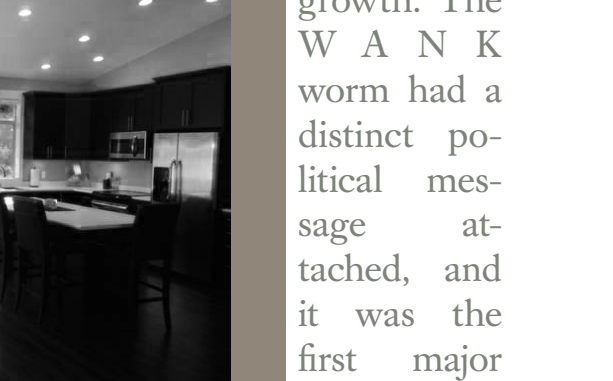 growth. The
W A N K
worm had a
distinct po-
litical mes-
sage at-
tached, and
it was the
first major